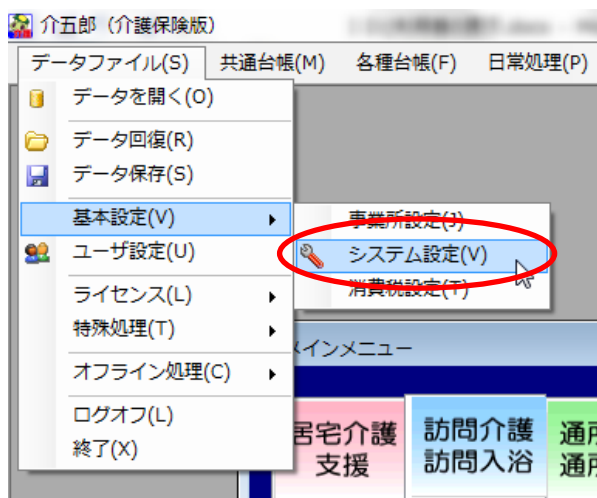 介五郎（介護保険版）
データファイル(S) 共通台帳(M) 各種台帳(F) 日常処理(P)
データを開く(O)
データ回復(R)
データ保存(S)
基本設定(V)
事業所設定(J)
ユーザ設定(U)
システム設定(V)
消費税設定(T)
ライセンス(L)
特殊処理(T)
オフライン処理(C)
メインメニュー
ログオフ(L)
終了(X)
居宅介護
支援
訪問介護
訪問入浴
通所
通所